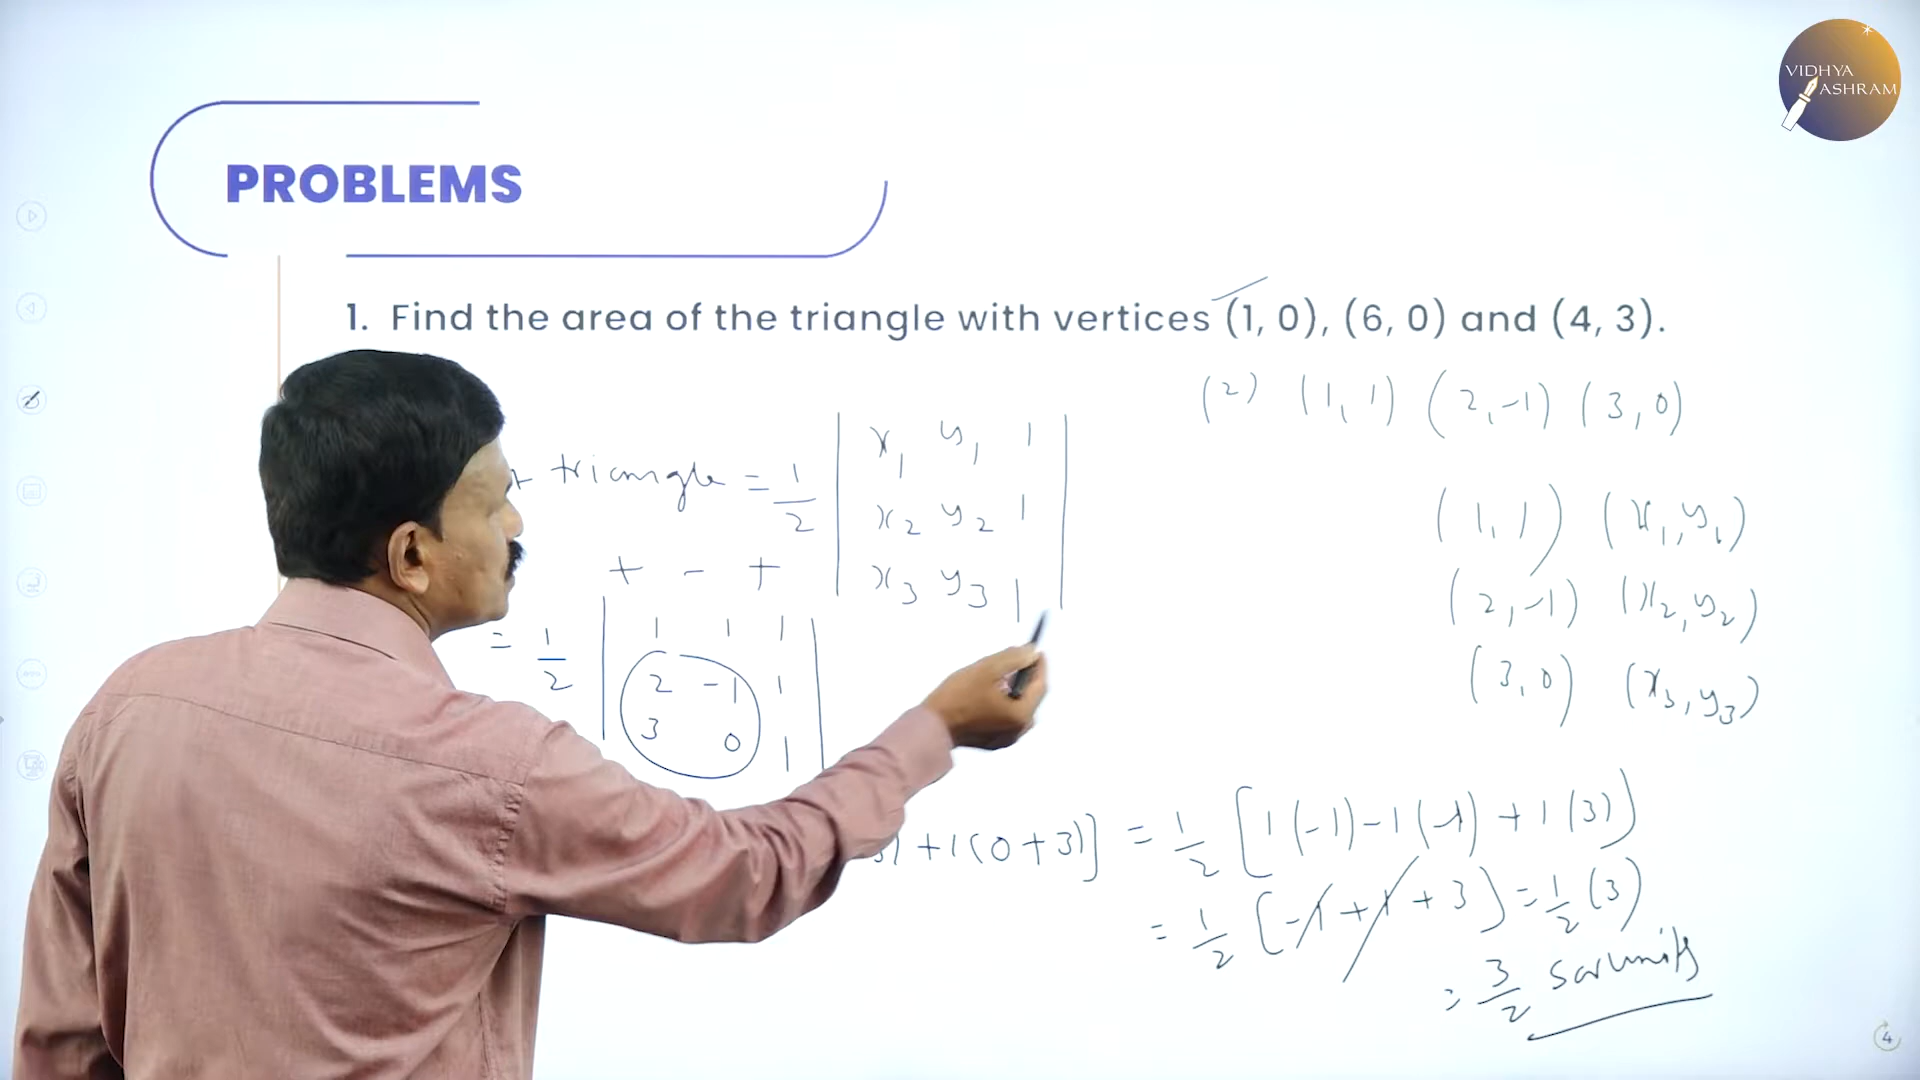 VIDHYA
ASHRAM
PROBLEMS
1. Find the area of the triangle with vertices (1, 0), (6, 0) and (4, 3).
(2) (1, 1) (2, -1) (3, 0)
triangle = 1/2 | x₁ y₁ 1 |
| x₂ y₂ 1 |
| x₃ y₃ 1 |
+ - +
= 1/2 | 1 1 1 |
| 2 -1 1 |
| 3 0 1 |
(1, 1) (x₁, y₁)
(2, -1) (x₂, y₂)
(3, 0) (x₃, y₃)
3) + 1(0+3)] = 1/2 [1(-1) - 1(-1) + 1(3)]
= 1/2 [-1 + 1 + 3] = 1/2 (3)
= 3/2 sq units
4